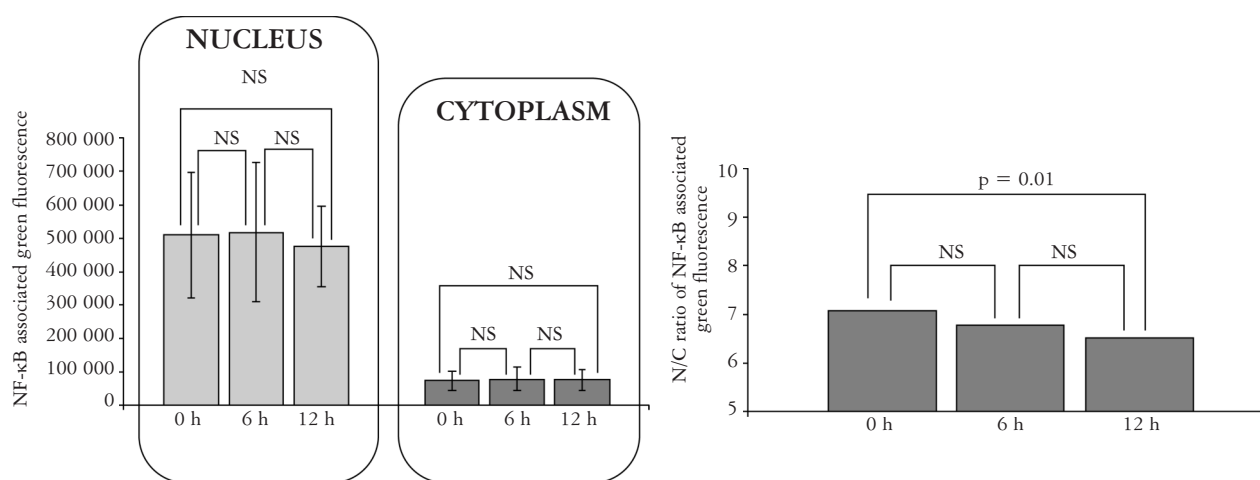 NUCLEUS
NS
NS
NS
NF-κB associated green fluorescence
800 000
700 000
600 000
500 000
400 000
300 000
200 000
100 000
0
0 h
6 h
12 h
CYTOPLASM
NS
NS
NS
0 h
6 h
12 h
N/C ratio of NF-κB associated
green fluorescence
10
9
8
7
6
5
p = 0.01
NS
NS
0 h
6 h
12 h